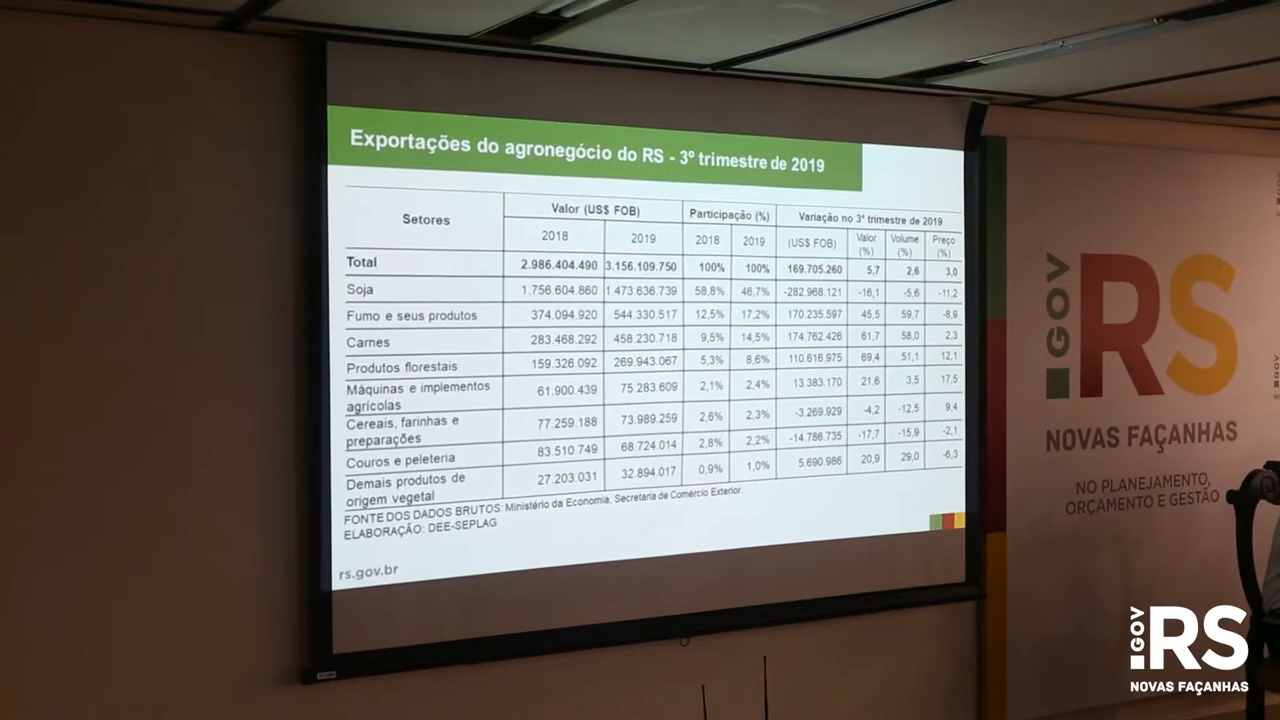 Exportações do agronegócio do RS - 3º trimestre de 2019
Setores Valor (US$ FOB) Participação (%) Variação no 3º trimestre de 2019
2018 2019 2018 2019 (US$ FOB) Valor (%) Volume (%) Preço (%)
Total 2.986.404.490 3.156.109.750 100% 100% 169.705.260 5,7 2,6 3,0
Soja 1.756.604.860 1.473.636.739 58,8% 46,7% -282.968.121 -16,1 -5,6 -11,2
Fumo e seus produtos 374.094.920 544.330.517 12,5% 17,2% 170.235.597 45,5 59,7 -8,9
Carnes 283.468.292 458.230.718 9,5% 14,5% 174.762.426 61,7 58,0 2,3
Produtos florestais 159.326.092 269.943.067 5,3% 8,6% 110.616.975 69,4 51,1 12,1
Máquinas e implementos
agrícolas 61.900.439 75.283.609 2,1% 2,4% 13.383.170 21,6 3,5 17,5
Cereais, farinhas e
preparações 77.259.188 73.989.259 2,6% 2,3% -3.269.929 -4,2 -12,5 9,4
Couros e peleteria 83.510.749 68.724.014 2,8% 2,2% -14.786.735 -17,7 -15,9 -2,1
Demais produtos de
origem vegetal 27.203.031 32.894.017 0,9% 1,0% 5.690.986 20,9 29,0 -6,3
FONTE DOS DADOS BRUTOS: Ministério da Economia. Secretaria de Comércio Exterior.
ELABORAÇÃO: DEE-SEPLAG
rs.gov.br
.GOV
RS
NOVAS FAÇANHAS
NO PLANEJAMENTO,
ORÇAMENTO E GESTÃO
.GOV
RS
NOVAS FAÇANHAS